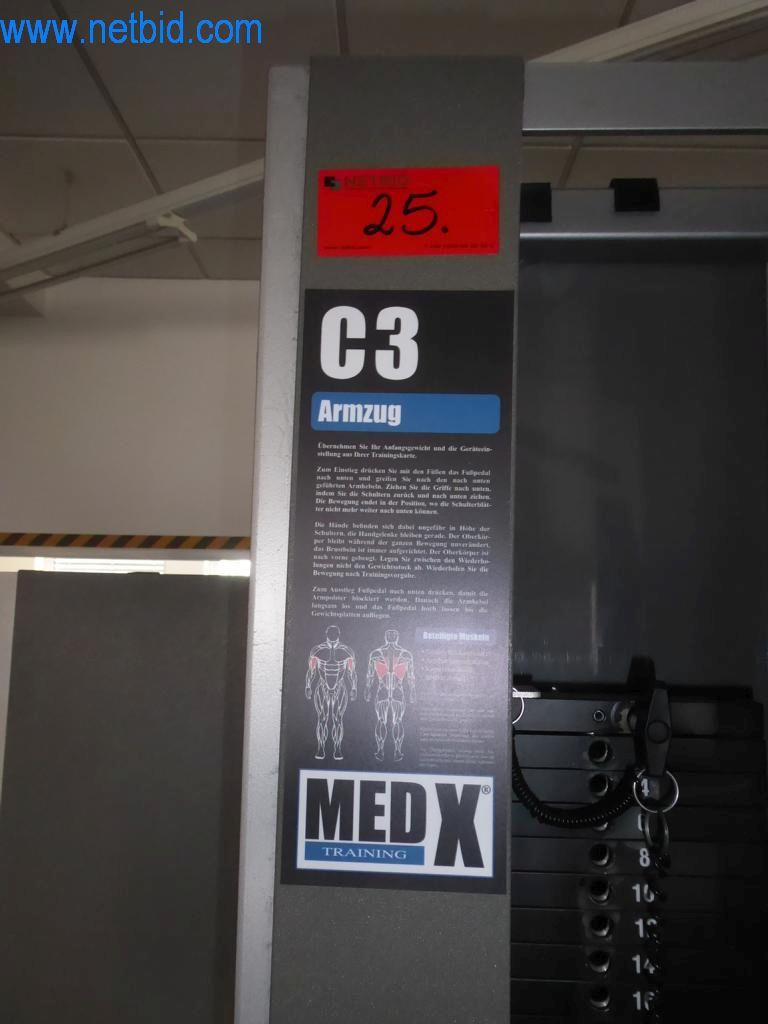 www.netbid.com
NETBID
25.
www.netbid.com
C3
Armzug
Übernehmen Sie Ihr Anfangsgewicht und die Geräteein-
stellung aus Ihrer Trainingskarte.
Zum Einstieg drücken Sie mit den Füßen das Fußpedal
nach unten und greifen Sie nach den nach unten
geführten Armhebeln. Ziehen Sie die Griffe nach unten,
indem Sie die Schultern zurück und nach unten ziehen.
Die Bewegung endet in der Position, wo die Schulterblät-
ter nicht mehr weiter nach unten können.
Die Hände befinden sich dabei ungefähr in Höhe der
Schultern, die Handgelenke bleiben gerade. Der Oberkör-
per bleibt während der ganzen Bewegung unverändert,
das Brustbein ist immer aufgerichtet. Der Oberkörper ist
nach vorne gebeugt. Legen Sie zwischen den Wiederho-
lungen nicht den Gewichtsstock ab. Wiederholen Sie die
Bewegung nach Trainingsvorgabe.
Zum Ausstieg Fußpedal nach unten drücken, damit die
Armpolster blockiert werden. Danach die Armhebel
langsam los und das Fußpedal hoch lassen bis die
Gewichtsplatten aufliegen.
Beteiligte Muskeln
MEDX®
TRAINING
4
6
8
10
12
14
16